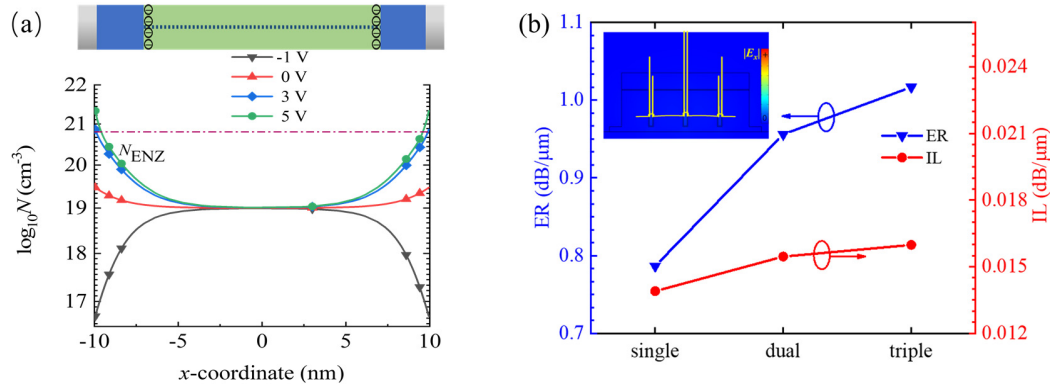 (a)
-1 V
0 V
3 V
5 V
22
21
20
19
18
17
log₁₀N (cm⁻³)
N_ENZ
-10
-5
0
5
10
x-coordinate (nm)
(b)
1.1
1.0
0.9
0.8
0.7
ER (dB/μm)
|Eₓ|
ER
IL
0.024
0.021
0.018
0.015
0.012
IL (dB/μm)
single
dual
triple